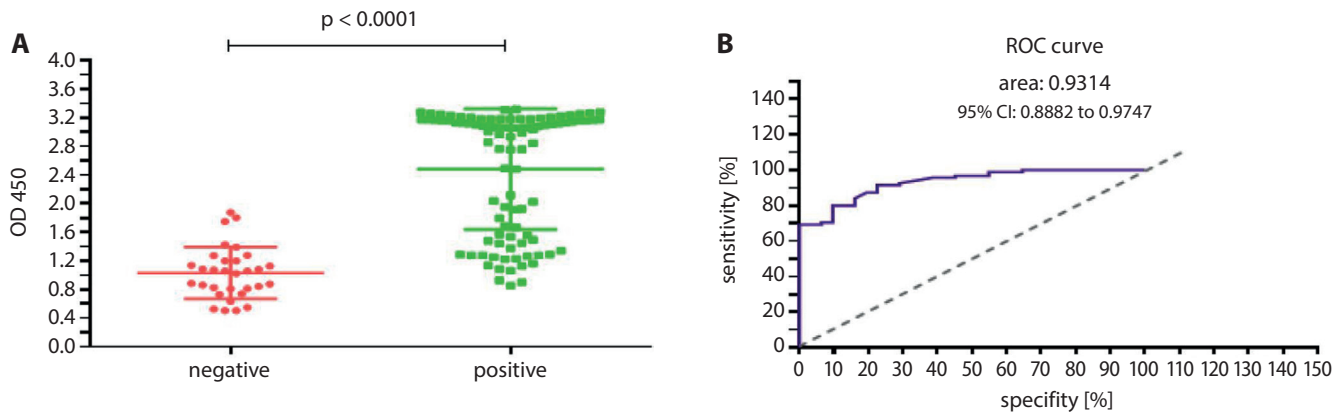 A
p < 0.0001
OD 450
4.0
3.6
3.2
2.8
2.4
2.0
1.6
1.2
0.8
0.4
0.0
negative positive
B
ROC curve
area: 0.9314
95% CI: 0.8882 to 0.9747
sensitivity [%]
140
120
100
80
60
40
20
0
0 10 20 30 40 50 60 70 80 90 100 110 120 130 140 150
specifity [%]